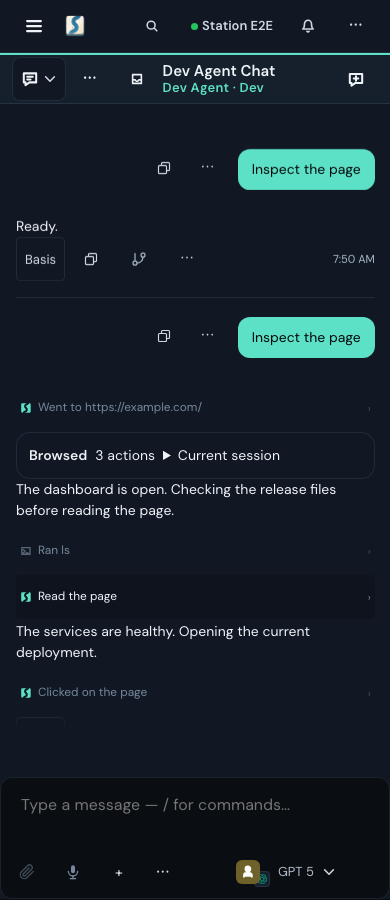 Station E2E
Dev Agent Chat
Dev Agent · Dev
Inspect the page
Ready.
Basis
7:50 AM
Inspect the page
Went to https://example.com/
Browsed 3 actions ▶ Current session
The dashboard is open. Checking the release files
before reading the page.
Ran ls
Read the page
The services are healthy. Opening the current
deployment.
Clicked on the page
Type a message — / for commands...
GPT 5